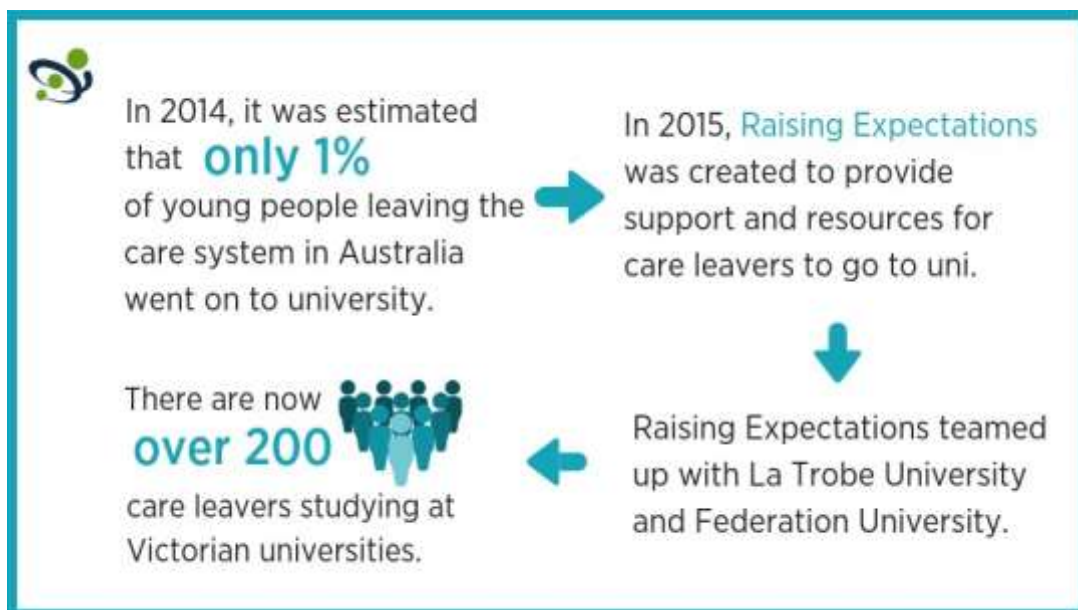 In 2014, it was estimated
that only 1%
of young people leaving the
care system in Australia
went on to university.
In 2015, Raising Expectations
was created to provide
support and resources for
care leavers to go to uni.
Raising Expectations teamed
up with La Trobe University
and Federation University.
There are now
over 200
care leavers studying at
Victorian universities.